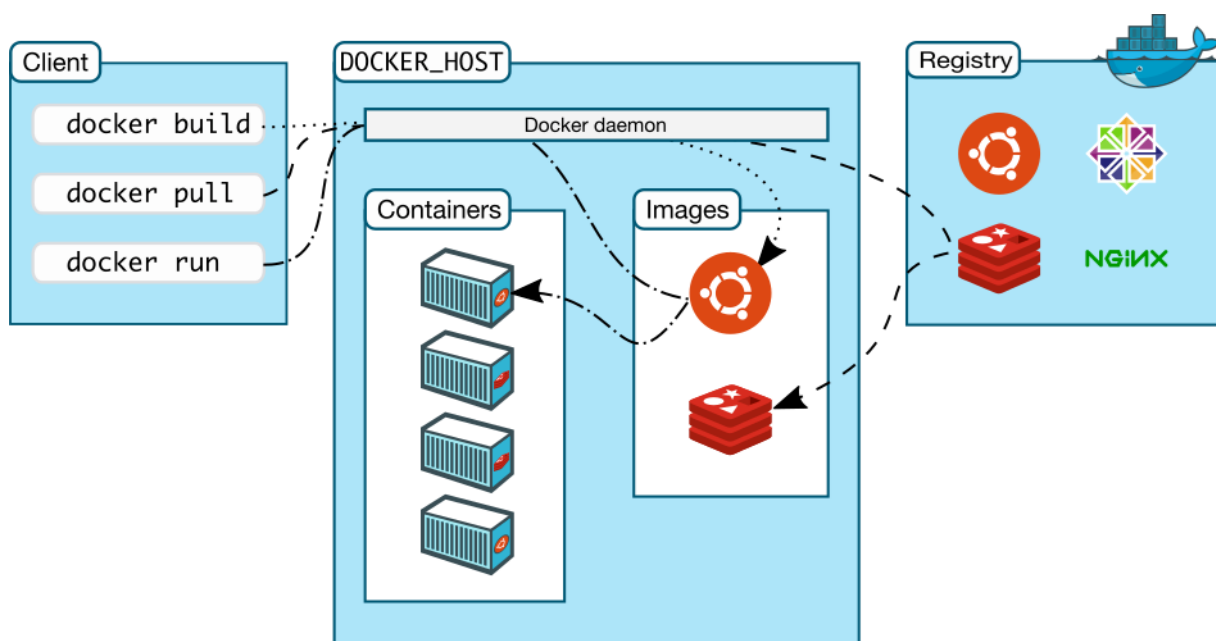 Client
docker build
docker pull
docker run
DOCKER_HOST
Docker daemon
Containers
Images
Registry
NGiNX